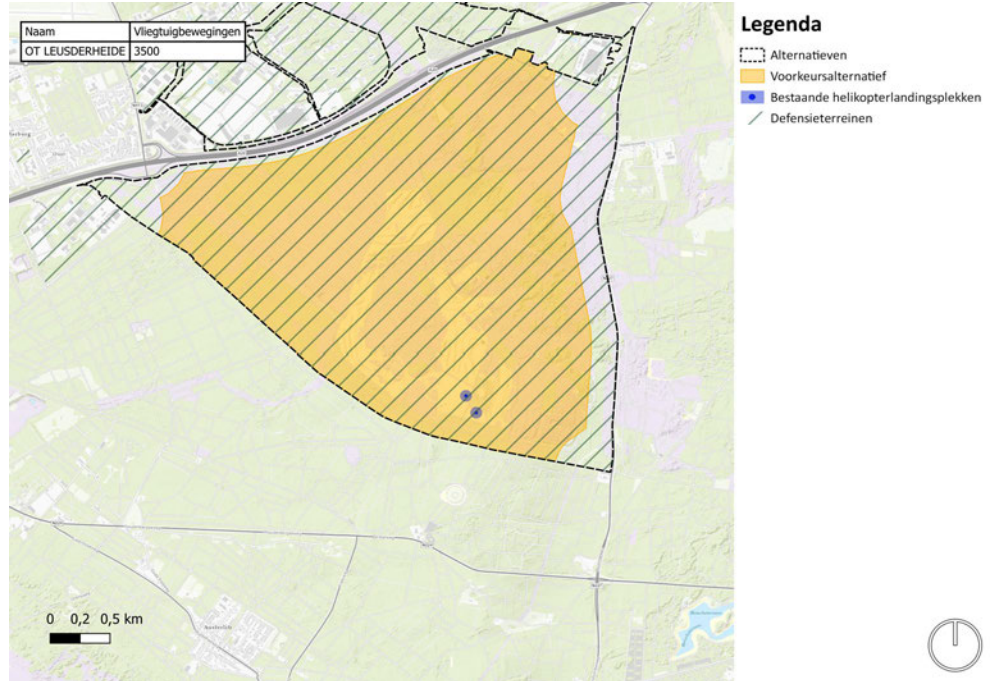 Naam Vliegtuigbewegingen
OT LEUSDERHEIDE 3500
Legenda
Alternatieven
Voorkeursalternatief
Bestaande helikopterlandingsplekken
Defensieterreinen
0 0,2 0,5 km